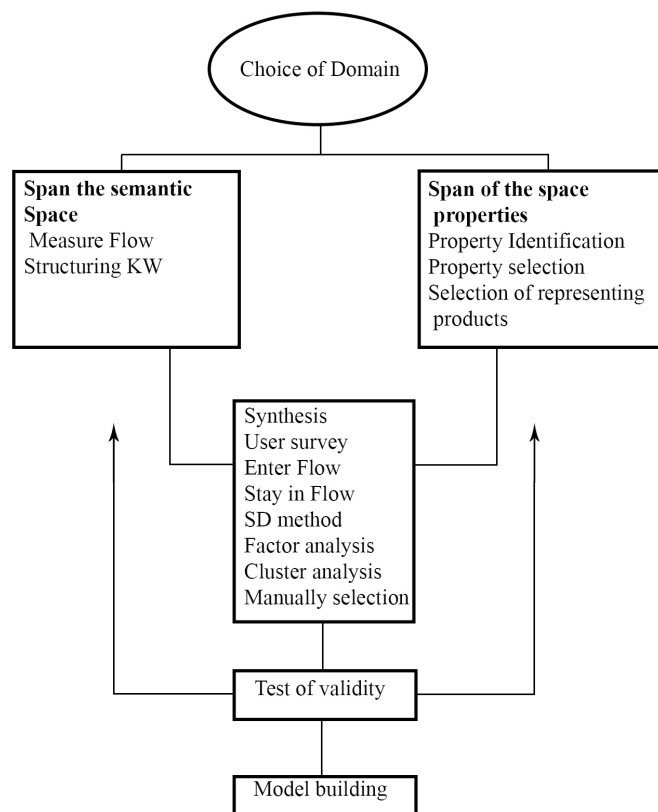 Choice of Domain
Span the semantic
Space
Measure Flow
Structuring KW
Span of the space
properties
Property Identification
Property selection
Selection of representing
products
Synthesis
User survey
Enter Flow
Stay in Flow
SD method
Factor analysis
Cluster analysis
Manually selection
Test of validity
Model building